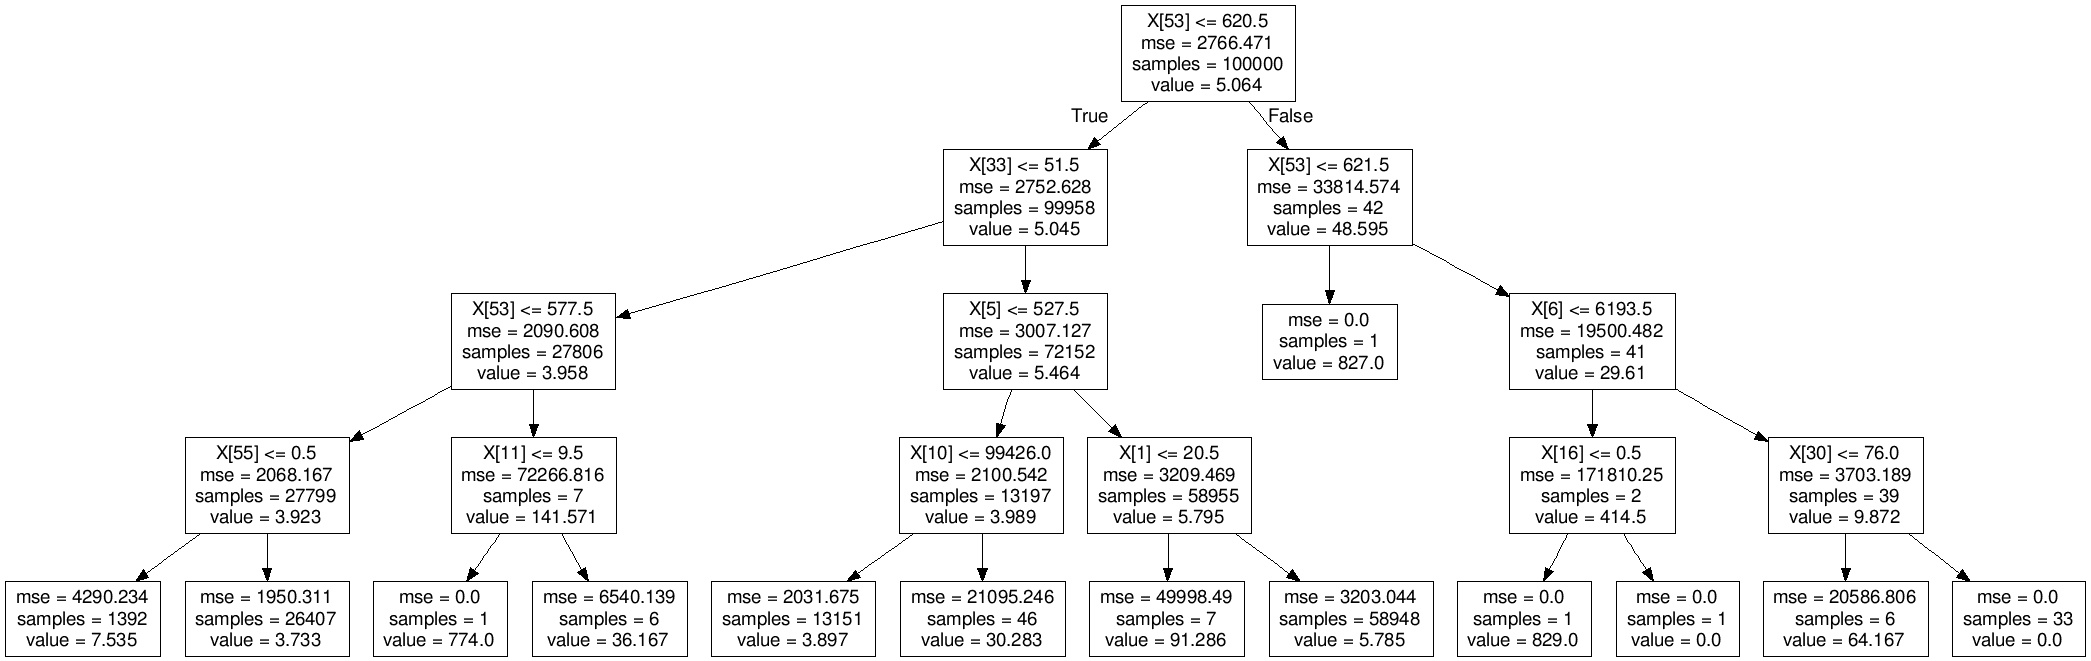 X[53] <= 620.5
mse = 2766.471
samples = 100000
value = 5.064
True
False
X[33] <= 51.5
mse = 2752.628
samples = 99958
value = 5.045
X[53] <= 621.5
mse = 33814.574
samples = 42
value = 48.595
X[53] <= 577.5
mse = 2090.608
samples = 27806
value = 3.958
X[5] <= 527.5
mse = 3007.127
samples = 72152
value = 5.464
mse = 0.0
samples = 1
value = 827.0
X[6] <= 6193.5
mse = 19500.482
samples = 41
value = 29.61
X[55] <= 0.5
mse = 2068.167
samples = 27799
value = 3.923
X[11] <= 9.5
mse = 72266.816
samples = 7
value = 141.571
X[10] <= 99426.0
mse = 2100.542
samples = 13197
value = 3.989
X[1] <= 20.5
mse = 3209.469
samples = 58955
value = 5.795
X[16] <= 0.5
mse = 171810.25
samples = 2
value = 414.5
X[30] <= 76.0
mse = 3703.189
samples = 39
value = 9.872
mse = 4290.234
samples = 1392
value = 7.535
mse = 1950.311
samples = 26407
value = 3.733
mse = 0.0
samples = 1
value = 774.0
mse = 6540.139
samples = 6
value = 36.167
mse = 2031.675
samples = 13151
value = 3.897
mse = 21095.246
samples = 46
value = 30.283
mse = 49998.49
samples = 7
value = 91.286
mse = 3203.044
samples = 58948
value = 5.785
mse = 0.0
samples = 1
value = 829.0
mse = 0.0
samples = 1
value = 0.0
mse = 20586.806
samples = 6
value = 64.167
mse = 0.0
samples = 33
value = 0.0